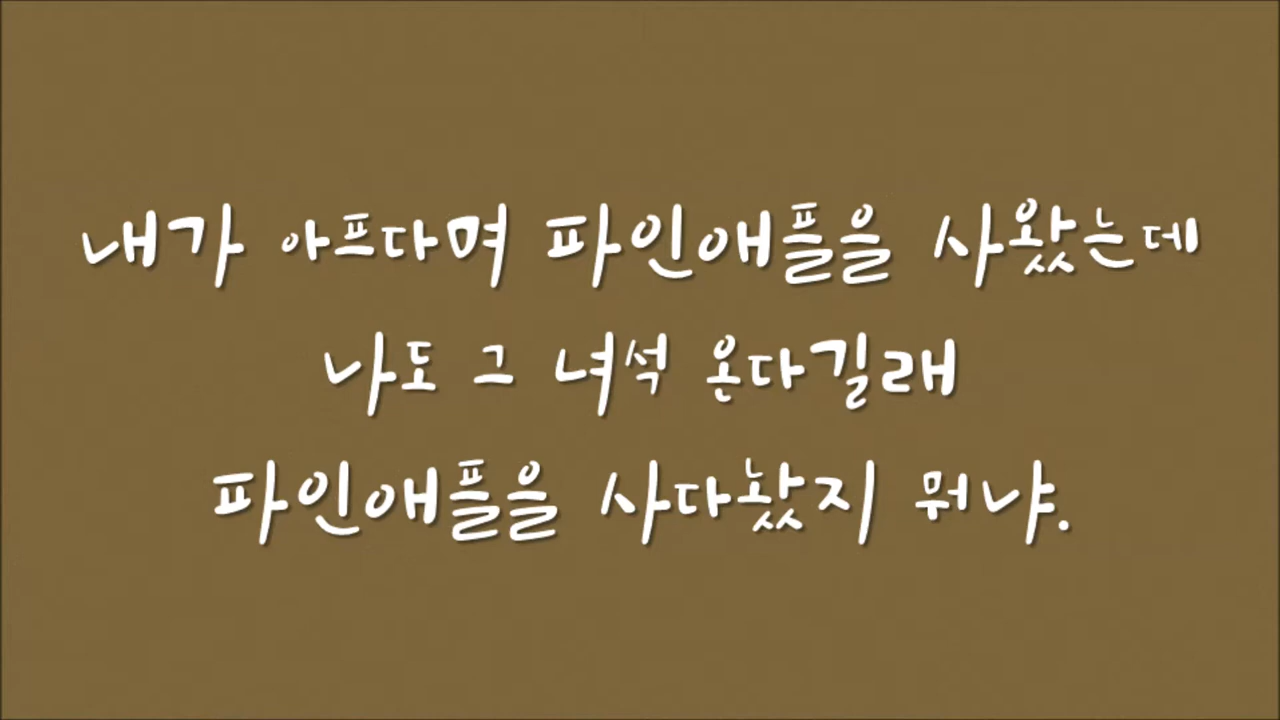 내가 아프다며 파인애플을 사왔는데
나도 그 녀석 온다길래
파인애플을 사다놨지 뭐냐.